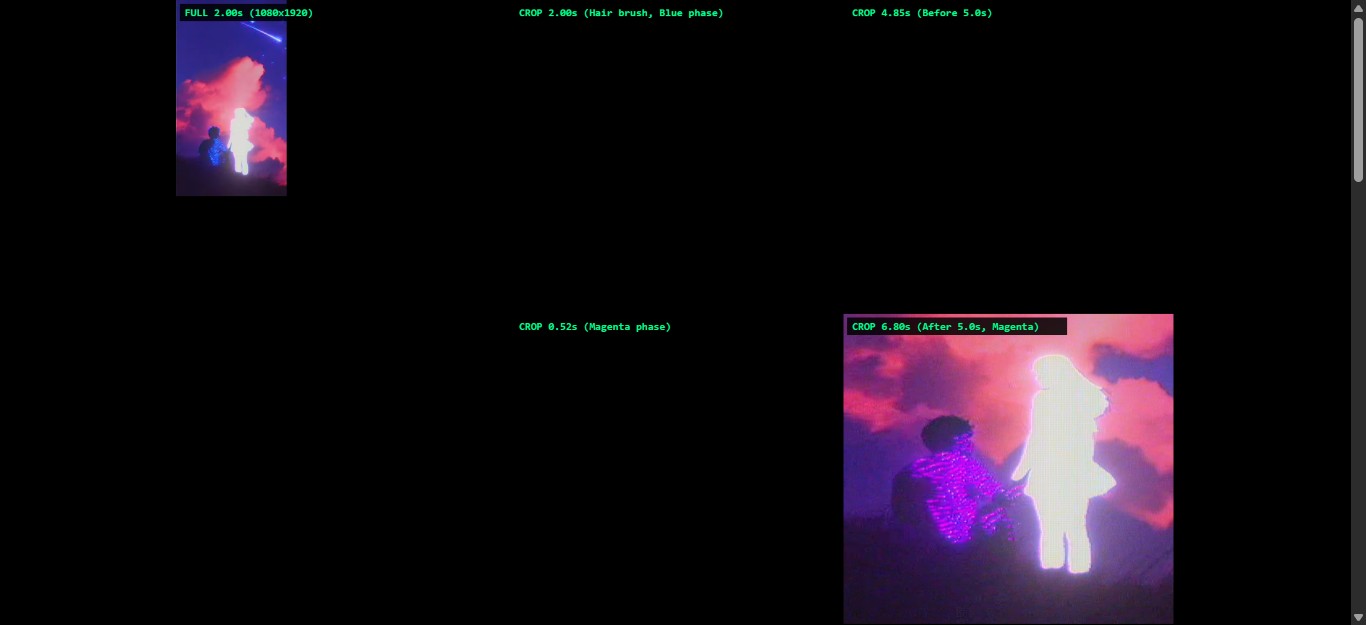 FULL 2.00s (1080x1920)
CROP 2.00s (Hair brush, Blue phase)
CROP 4.85s (Before 5.0s)
CROP 0.52s (Magenta phase)
CROP 6.80s (After 5.0s, Magenta)